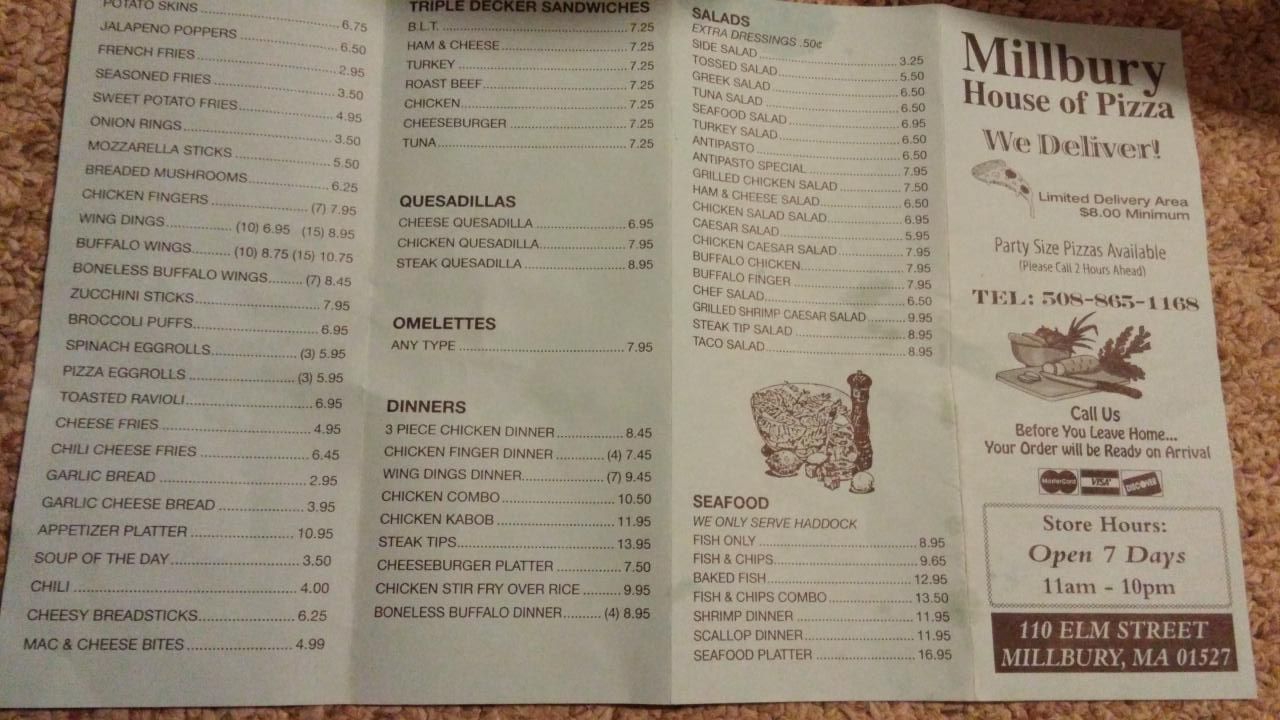 POTATO SKINS ... 6.75
JALAPENO POPPERS ... 6.50
FRENCH FRIES ... 2.95
SEASONED FRIES ... 3.50
SWEET POTATO FRIES ... 4.95
ONION RINGS ... 3.50
MOZZARELLA STICKS ... 5.50
BREADED MUSHROOMS ... 6.25
CHICKEN FINGERS ... (7) 7.95
WING DINGS ... (10) 6.95 (15) 8.95
BUFFALO WINGS ... (10) 8.75 (15) 10.75
BONELESS BUFFALO WINGS ... (7) 8.45
ZUCCHINI STICKS ... 7.95
BROCCOLI PUFFS ... 6.95
SPINACH EGGROLLS ... (3) 5.95
PIZZA EGGROLLS ... (3) 5.95
TOASTED RAVIOLI ... 6.95
CHEESE FRIES ... 4.95
CHILI CHEESE FRIES ... 6.45
GARLIC BREAD ... 2.95
GARLIC CHEESE BREAD ... 3.95
APPETIZER PLATTER ... 10.95
SOUP OF THE DAY ... 3.50
CHILI ... 4.00
CHEESY BREADSTICKS ... 6.25
MAC & CHEESE BITES ... 4.99
TRIPLE DECKER SANDWICHES
B.L.T. ... 7.25
HAM & CHEESE ... 7.25
TURKEY ... 7.25
ROAST BEEF ... 7.25
CHICKEN ... 7.25
CHEESEBURGER ... 7.25
TUNA ... 7.25
QUESADILLAS
CHEESE QUESADILLA ... 6.95
CHICKEN QUESADILLA ... 7.95
STEAK QUESADILLA ... 8.95
OMELETTES
ANY TYPE ... 7.95
DINNERS
3 PIECE CHICKEN DINNER ... 8.45
CHICKEN FINGER DINNER ... (4) 7.45
WING DINGS DINNER ... (7) 9.45
CHICKEN COMBO ... 10.50
CHICKEN KABOB ... 11.95
STEAK TIPS ... 13.95
CHEESEBURGER PLATTER ... 7.50
CHICKEN STIR FRY OVER RICE ... 9.95
BONELESS BUFFALO DINNER ... (4) 8.95
SALADS
EXTRA DRESSINGS .50¢
SIDE SALAD ... 3.25
TOSSED SALAD ... 5.50
GREEK SALAD ... 6.50
TUNA SALAD ... 6.50
SEAFOOD SALAD ... 6.95
TURKEY SALAD ... 6.50
ANTIPASTO ... 6.50
ANTIPASTO SPECIAL ... 7.95
GRILLED CHICKEN SALAD ... 7.50
HAM & CHEESE SALAD ... 6.50
CHICKEN SALAD SALAD ... 6.95
CAESAR SALAD ... 5.95
CHICKEN CAESAR SALAD ... 7.95
BUFFALO CHICKEN ... 7.95
BUFFALO FINGER ... 7.95
CHEF SALAD ... 6.50
GRILLED SHRIMP CAESAR SALAD ... 9.95
STEAK TIP SALAD ... 8.95
TACO SALAD ... 8.95
SEAFOOD
WE ONLY SERVE HADDOCK
FISH ONLY ... 8.95
FISH & CHIPS ... 9.65
BAKED FISH ... 12.95
FISH & CHIPS COMBO ... 13.50
SHRIMP DINNER ... 11.95
SCALLOP DINNER ... 11.95
SEAFOOD PLATTER ... 16.95
Millbury
House of Pizza
We Deliver!
Limited Delivery Area
$8.00 Minimum
Party Size Pizzas Available
(Please Call 2 Hours Ahead)
TEL: 508-865-1168
Call Us
Before You Leave Home...
Your Order will be Ready on Arrival
MasterCard VISA DISCOVER
Store Hours:
Open 7 Days
11am - 10pm
110 ELM STREET
MILLBURY, MA 01527